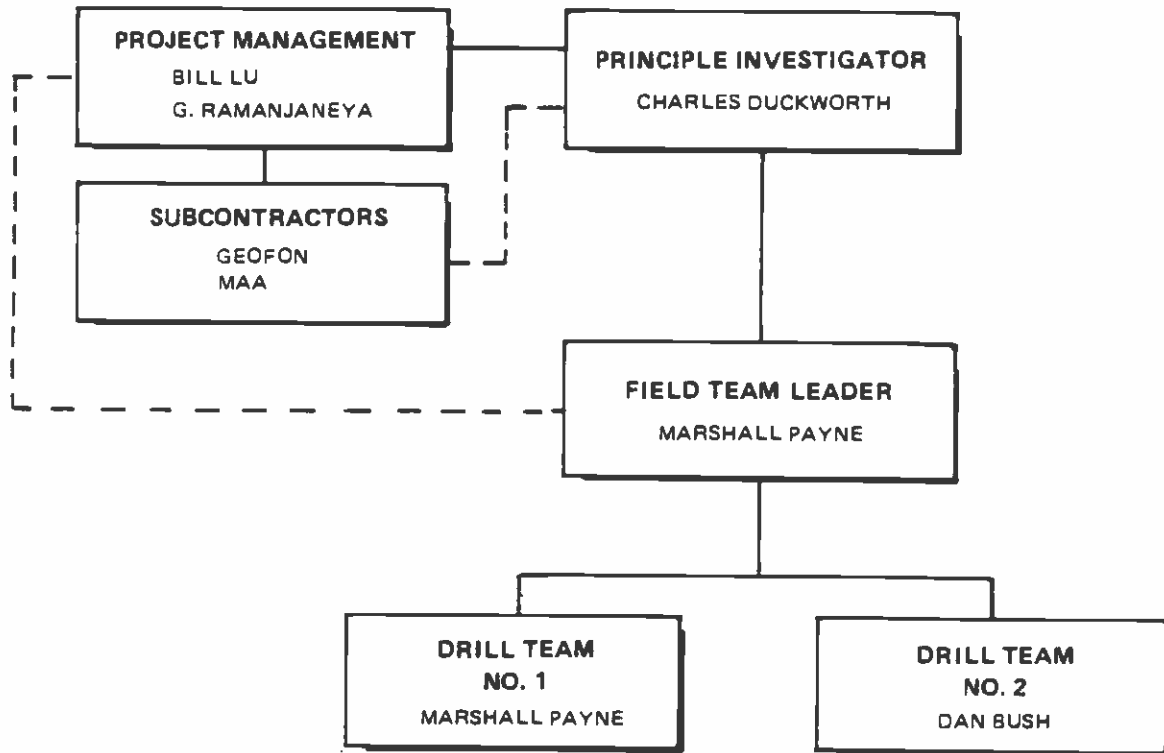 PROJECT MANAGEMENT
BILL LU
G. RAMANJANEYA
PRINCIPLE INVESTIGATOR
CHARLES DUCKWORTH
SUBCONTRACTORS
GEOFON
MAA
FIELD TEAM LEADER
MARSHALL PAYNE
DRILL TEAM
NO. 1
MARSHALL PAYNE
DRILL TEAM
NO. 2
DAN BUSH